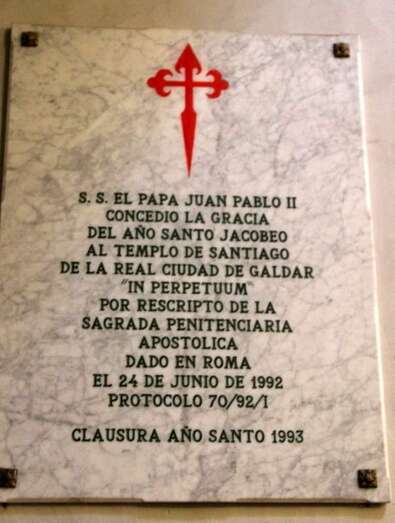 S. S. EL PAPA JUAN PABLO II
CONCEDIO LA GRACIA
DEL AÑO SANTO JACOBEO
AL TEMPLO DE SANTIAGO
DE LA REAL CIUDAD DE GALDAR
"IN PERPETUUM"
POR RESCRIPTO DE LA
SAGRADA PENITENCIARIA
APOSTOLICA
DADO EN ROMA
EL 24 DE JUNIO DE 1992
PROTOCOLO 70/92/I
CLAUSURA AÑO SANTO 1993